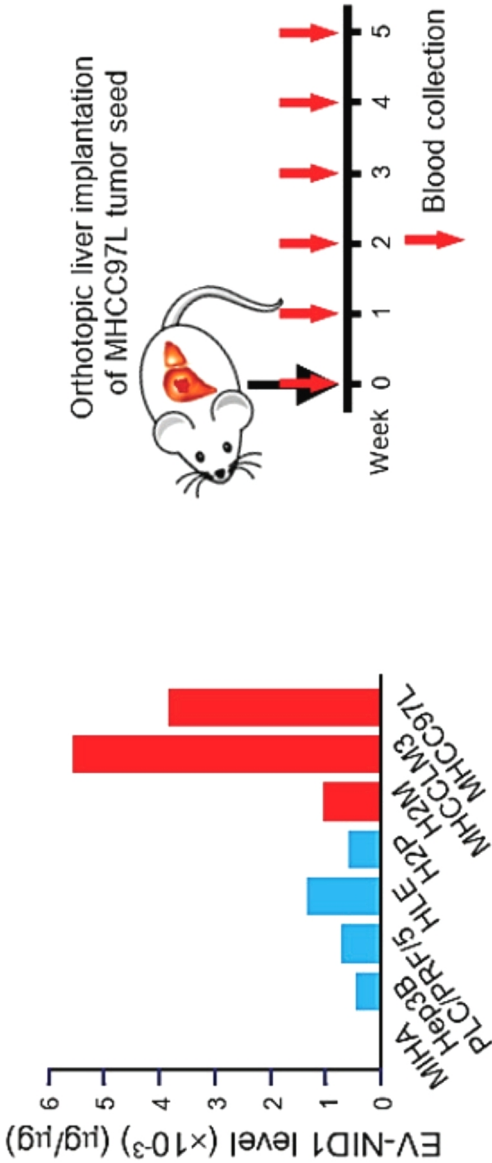 EV-NID1 level (×10-3) (μg/μg)
6
5
4
3
2
1
0
MIHA
Hep3B
PLC/PRF/5
HLE
H2P
H2M
MHCCLM3
MHCC97L
Orthotopic liver implantation
of MHCC97L tumor seed
Week 0 1 2 3 4 5
Blood collection